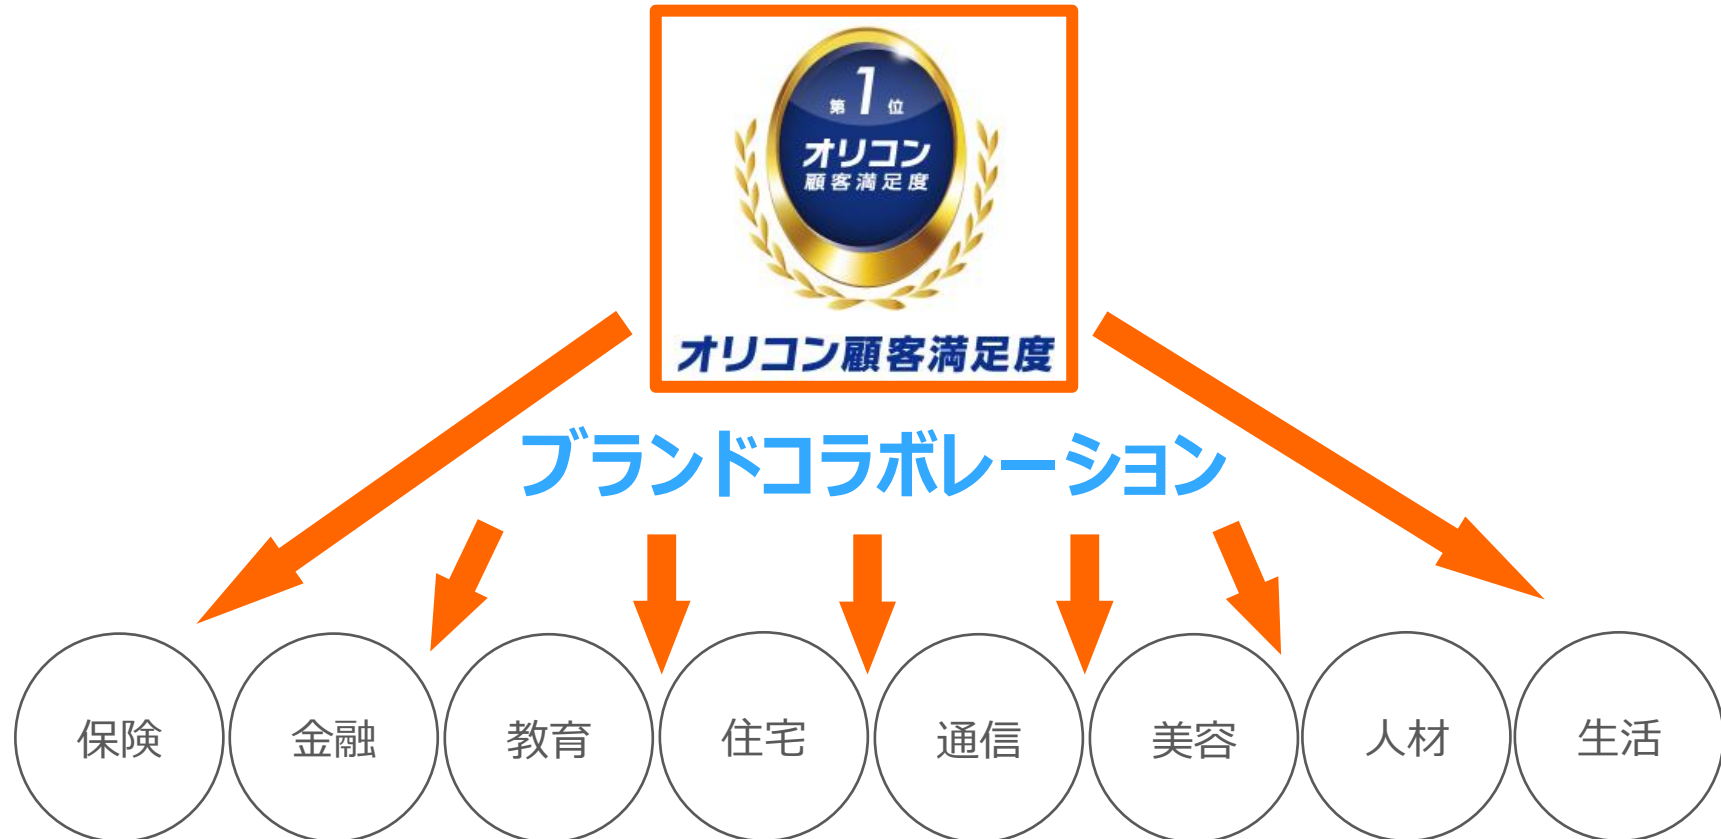 第1位
オリコン
顧客満足度
オリコン顧客満足度
ブランドコラボレーション
保険
金融
教育
住宅
通信
美容
人材
生活